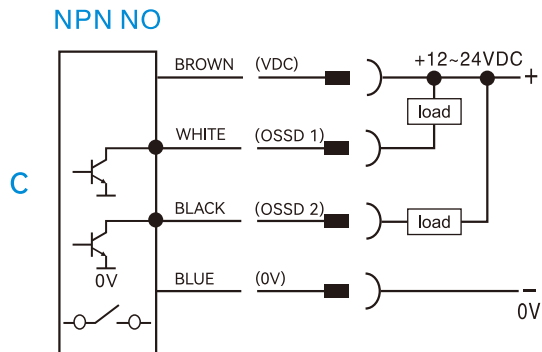 NPN NO
BROWN (VDC) +12~24VDC +
load
WHITE (OSSD 1)
C
BLACK (OSSD 2) load
0V
BLUE (0V) −
0V